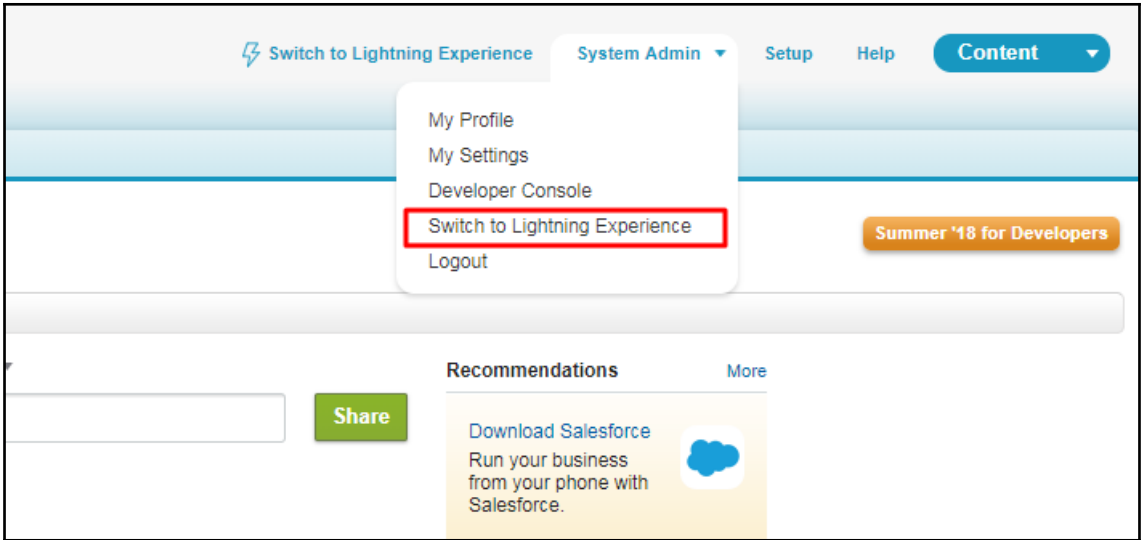 Switch to Lightning Experience System Admin Setup Help Content
My Profile
My Settings
Developer Console
Switch to Lightning Experience
Logout
Summer '18 for Developers
Recommendations More
Share
Download Salesforce
Run your business
from your phone with
Salesforce.